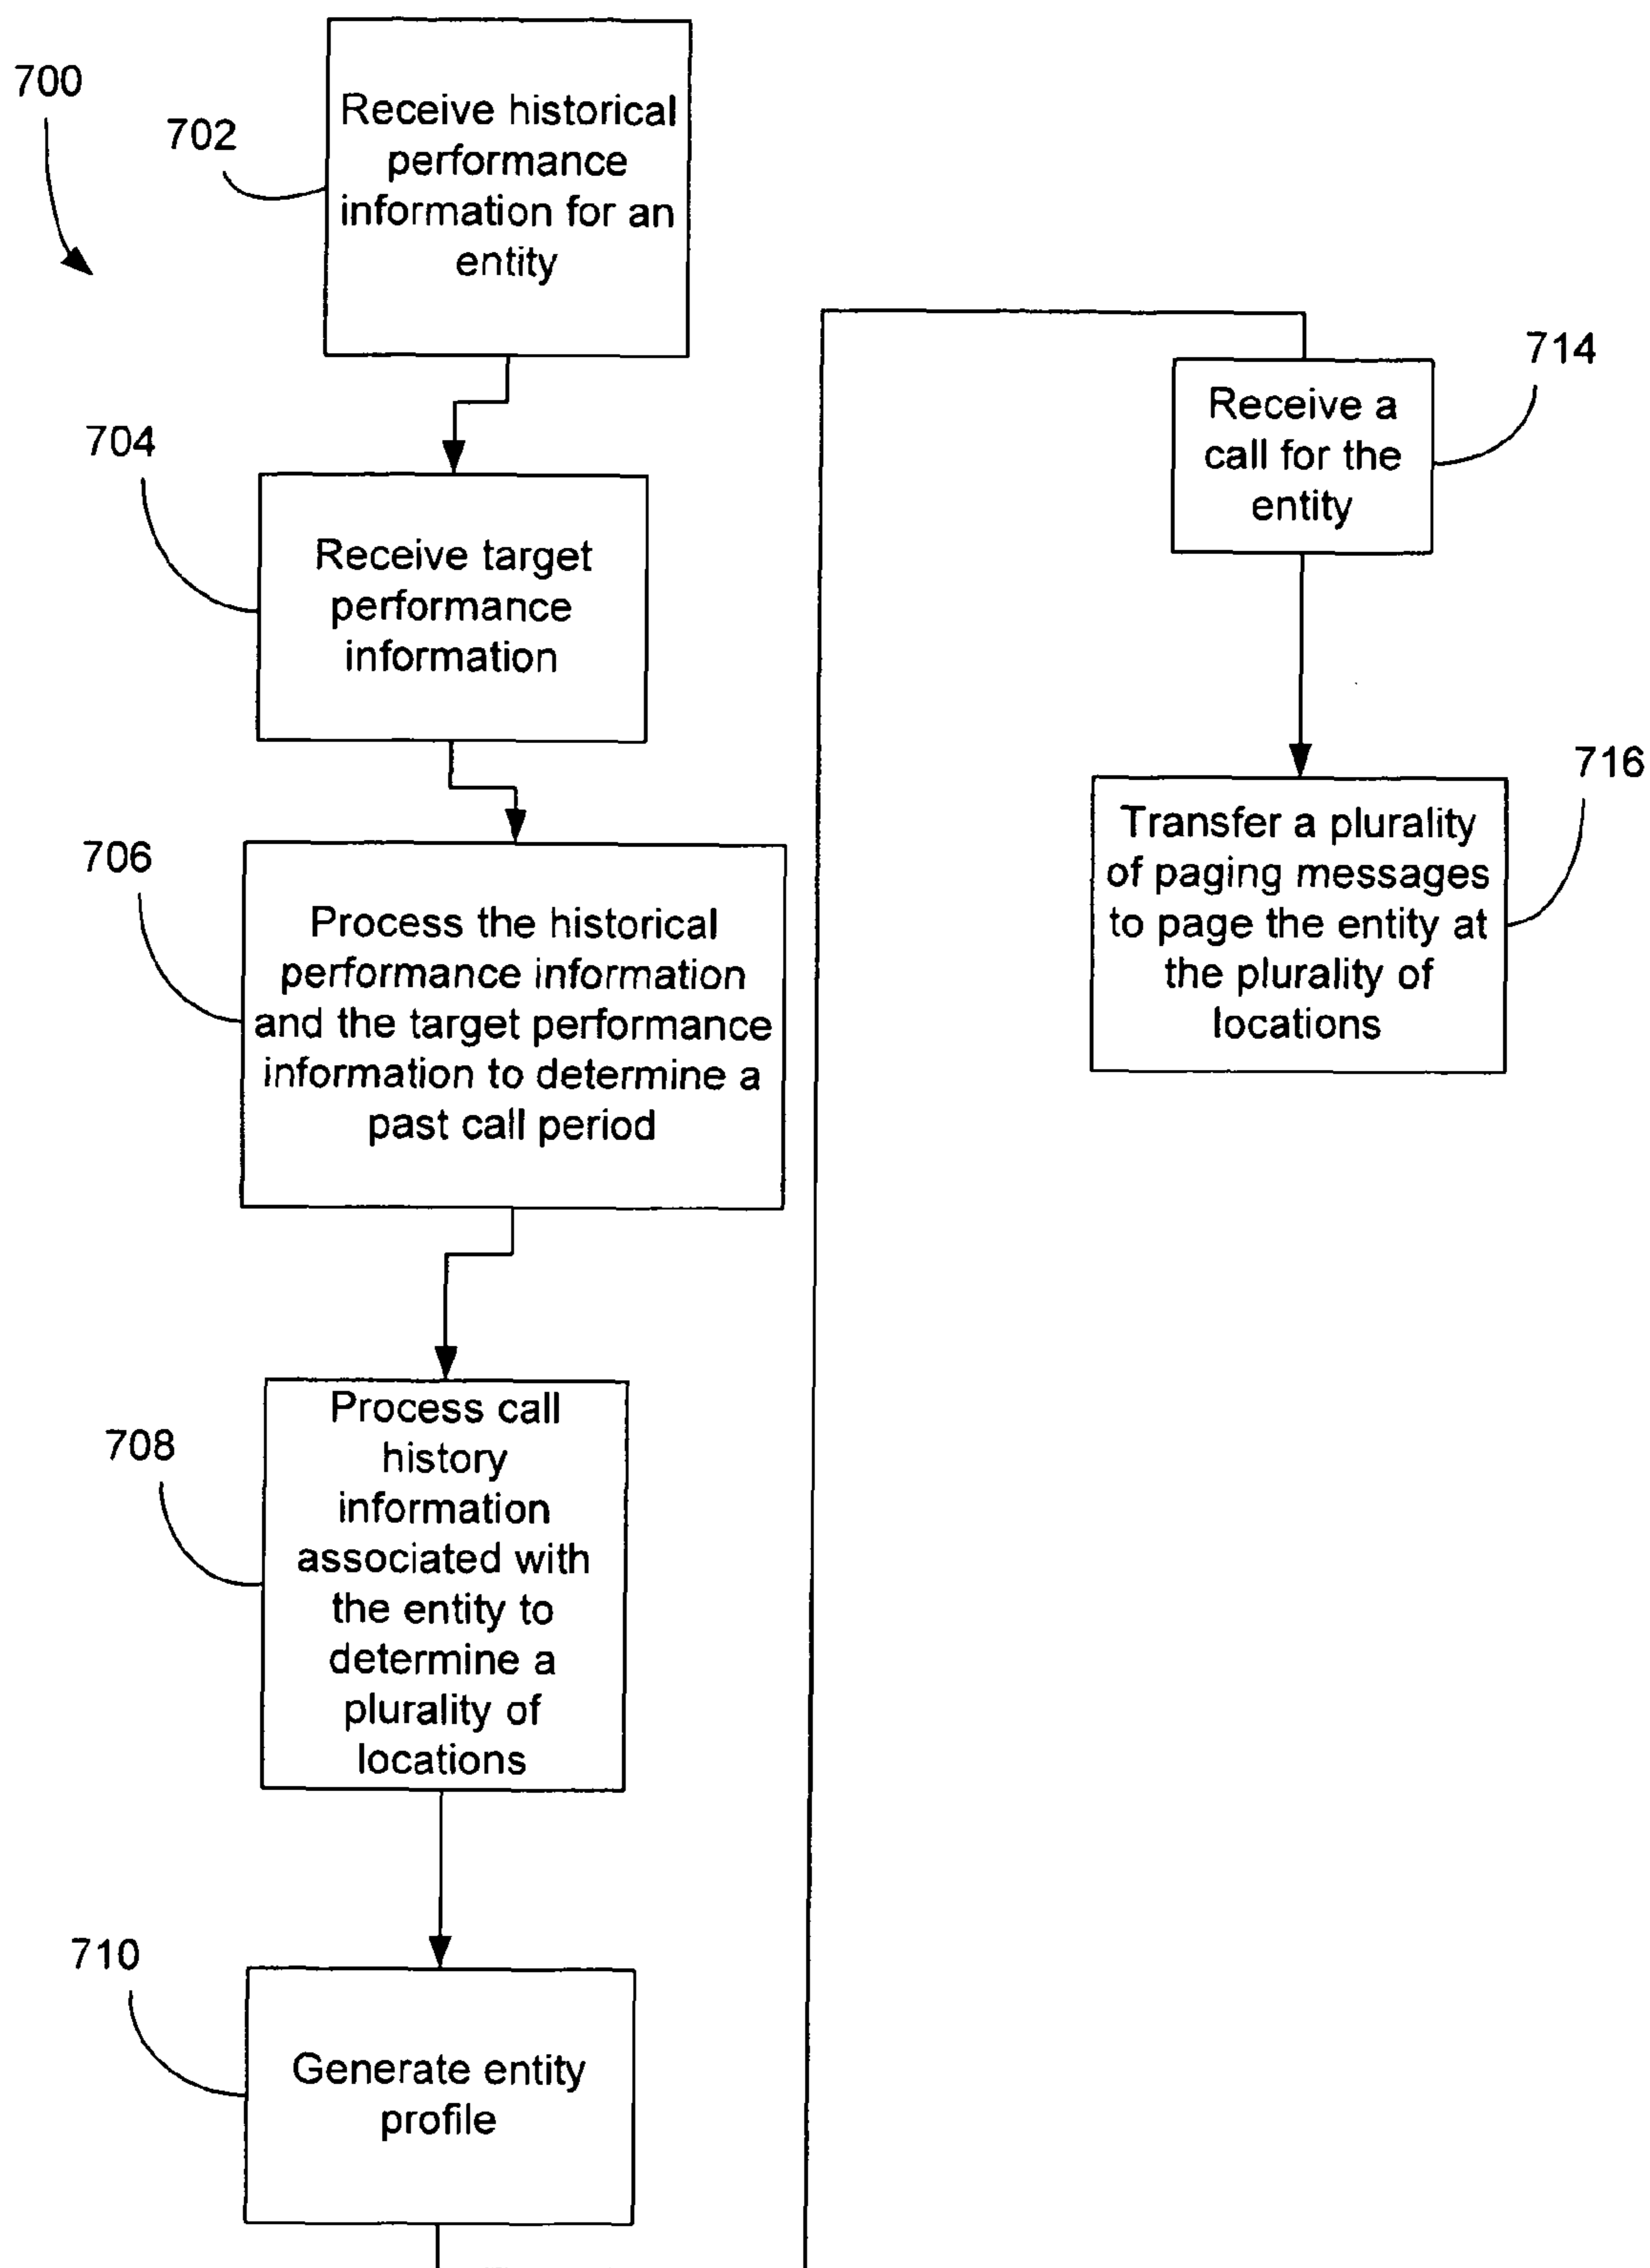 700
702
Receive historical
performance
information for an
entity
704
Receive target
performance
information
706
Process the historical
performance information
and the target performance
information to determine a
past call period
708
Process call
history
information
associated with
the entity to
determine a
plurality of
locations
710
Generate entity
profile
714
Receive a
call for the
entity
716
Transfer a plurality
of paging messages
to page the entity at
the plurality of
locations